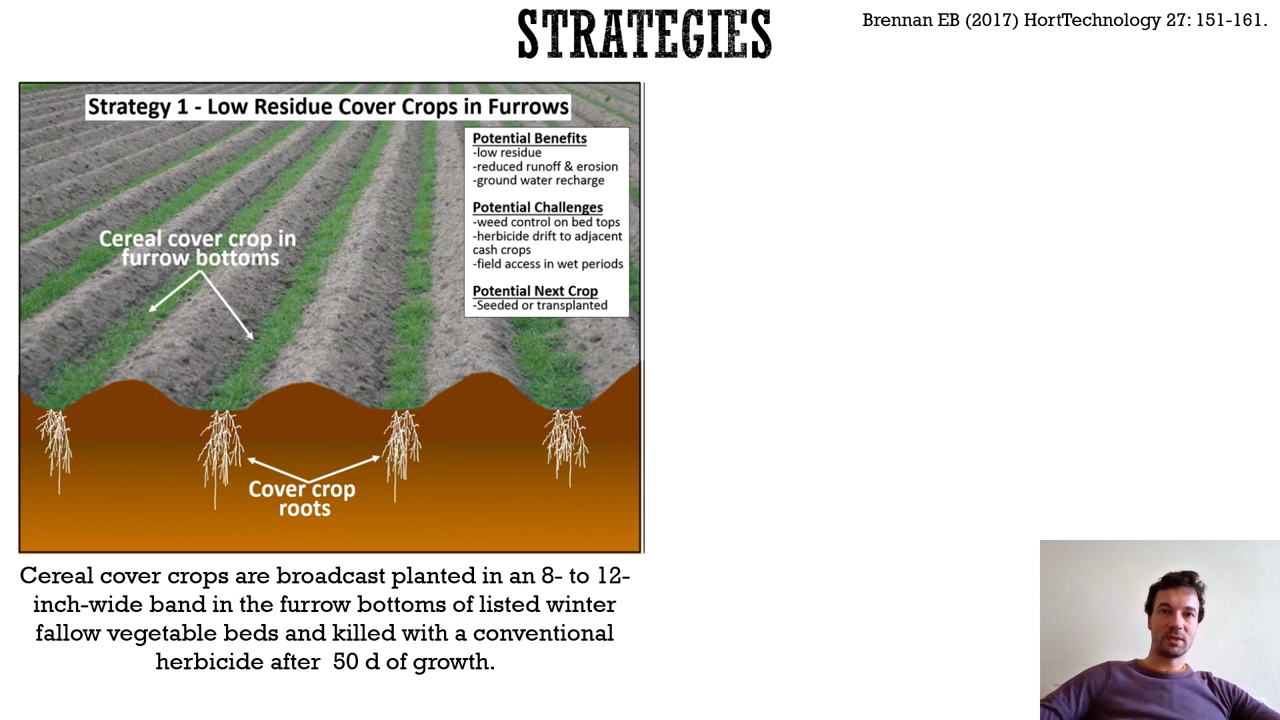 STRATEGIES
Brennan EB (2017) HortTechnology 27: 151-161.
Strategy 1 - Low Residue Cover Crops in Furrows
Potential Benefits
-low residue
-reduced runoff & erosion
-ground water recharge
Potential Challenges
-weed control on bed tops
-herbicide drift to adjacent
cash crops
-field access in wet periods
Potential Next Crop
-Seeded or transplanted
Cereal cover crop in
furrow bottoms
Cover crop
roots
Cereal cover crops are broadcast planted in an 8- to 12-
inch-wide band in the furrow bottoms of listed winter
fallow vegetable beds and killed with a conventional
herbicide after 50 d of growth.